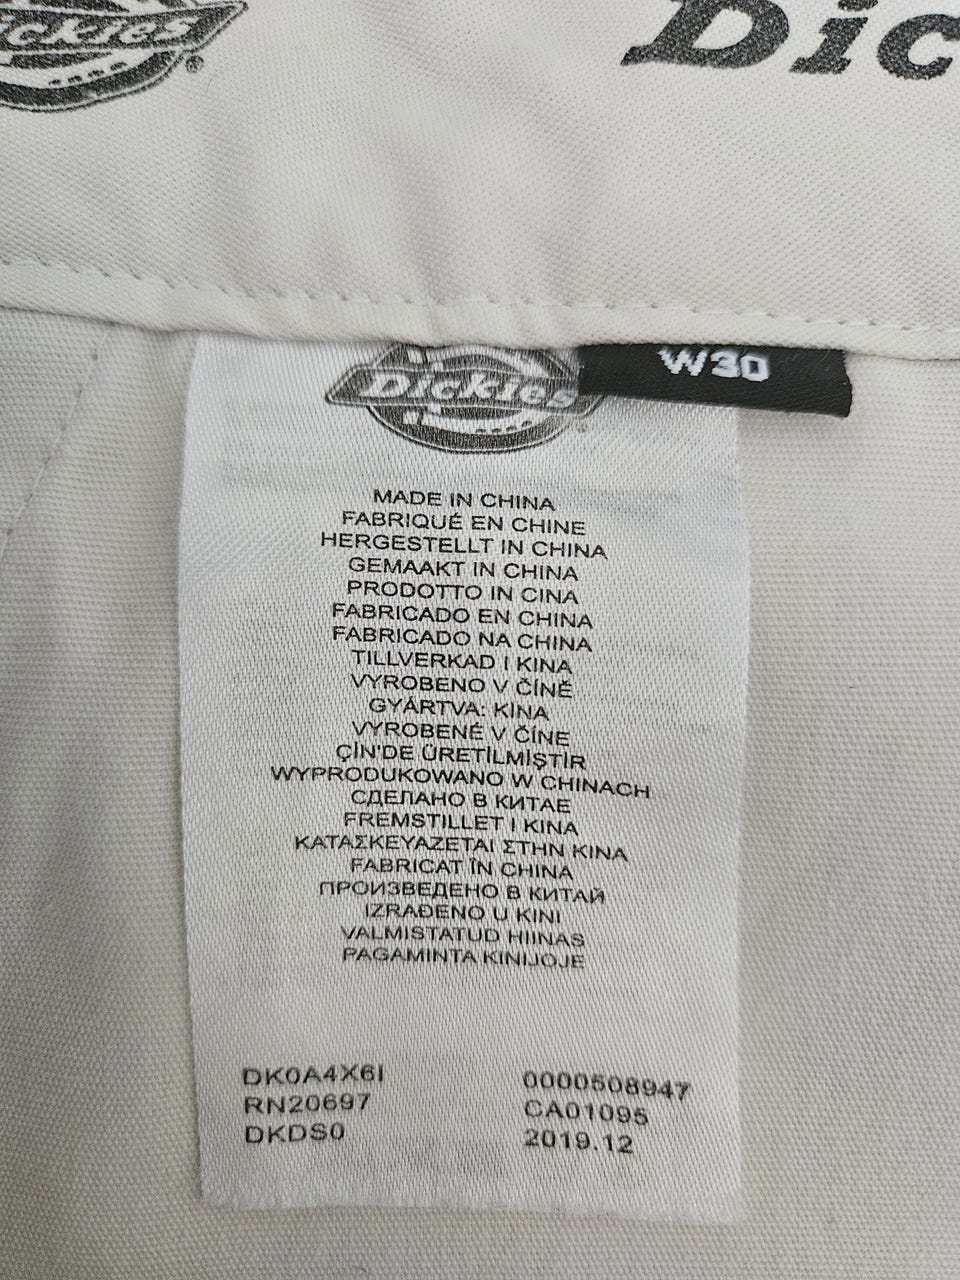 Dickies
Dic
Dickies
W30
MADE IN CHINA
FABRIQUÉ EN CHINE
HERGESTELLT IN CHINA
GEMAAKT IN CHINA
PRODOTTO IN CINA
FABRICADO EN CHINA
FABRICADO NA CHINA
TILLVERKAD I KINA
VYROBENO V ČÍNĚ
GYÁRTVA: KÍNA
VYROBENÉ V ČÍNE
ÇİN'DE ÜRETİLMİŞTİR
WYPRODUKOWANO W CHINACH
СДЕЛАНО В КИТАЕ
FREMSTILLET I KINA
ΚΑΤΑΣΚΕΥΑΖΕΤΑΙ ΣΤΗΝ ΚΙΝΑ
FABRICAT ÎN CHINA
ПРОИЗВЕДЕНО В КИТАЙ
IZRAĐENO U KINI
VALMISTATUD HIINAS
PAGAMINTA KINIJOJE
DK0A4X6I
RN20697
DKDS0
0000508947
CA01095
2019.12